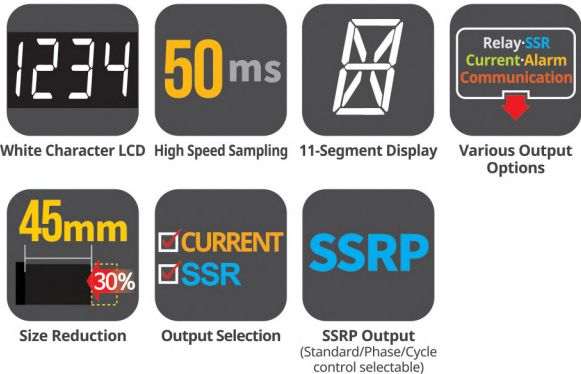 1234
White Character LCD
50 ms
High Speed Sampling
11-Segment Display
Relay·SSR
Current·Alarm
Communication
Various Output
Options
45mm
30%
Size Reduction
CURRENT
SSR
Output Selection
SSRP
SSRP Output
(Standard/Phase/Cycle
control selectable)